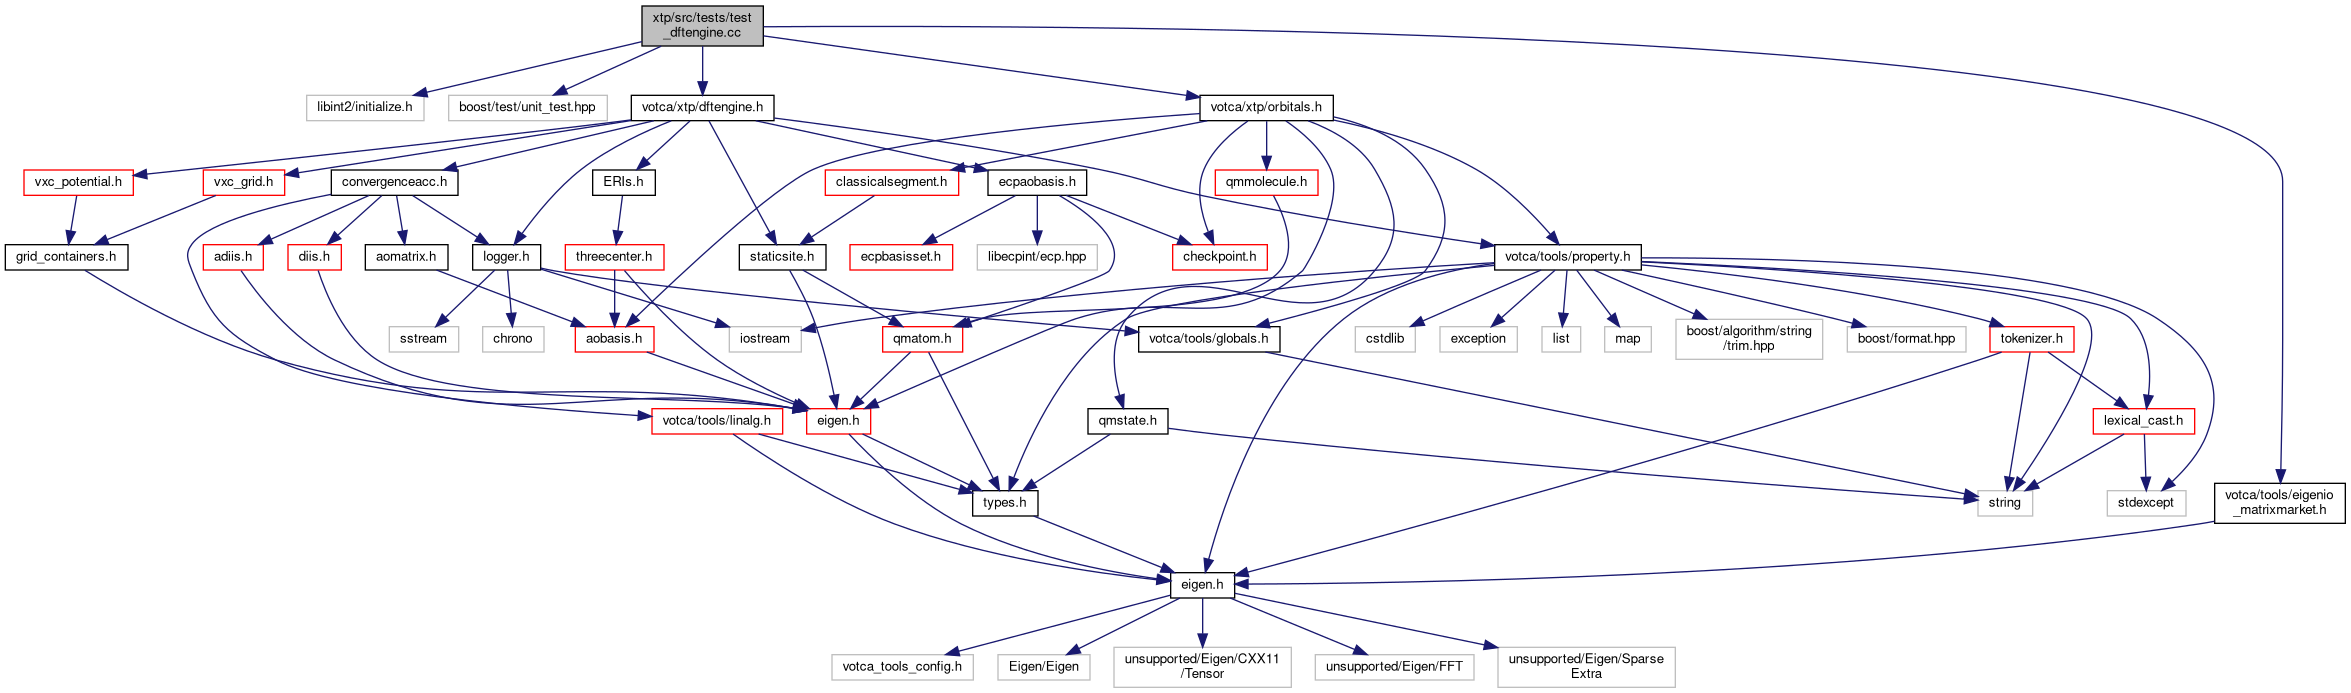 xtp/src/tests/test
_dftengine.cc
libint2/initialize.h
boost/test/unit_test.hpp
votca/xtp/dftengine.h
votca/xtp/orbitals.h
vxc_potential.h
vxc_grid.h
convergenceacc.h
ERIs.h
classicalsegment.h
ecpaobasis.h
qmmolecule.h
grid_containers.h
adiis.h
diis.h
aomatrix.h
logger.h
threecenter.h
staticsite.h
ecpbasisset.h
libecpint/ecp.hpp
checkpoint.h
votca/tools/property.h
sstream
chrono
aobasis.h
iostream
qmatom.h
votca/tools/globals.h
cstdlib
exception
list
map
boost/algorithm/string
/trim.hpp
boost/format.hpp
tokenizer.h
votca/tools/linalg.h
eigen.h
qmstate.h
lexical_cast.h
types.h
string
stdexcept
votca/tools/eigenio
_matrixmarket.h
eigen.h
votca_tools_config.h
Eigen/Eigen
unsupported/Eigen/CXX11
/Tensor
unsupported/Eigen/FFT
unsupported/Eigen/Sparse
Extra